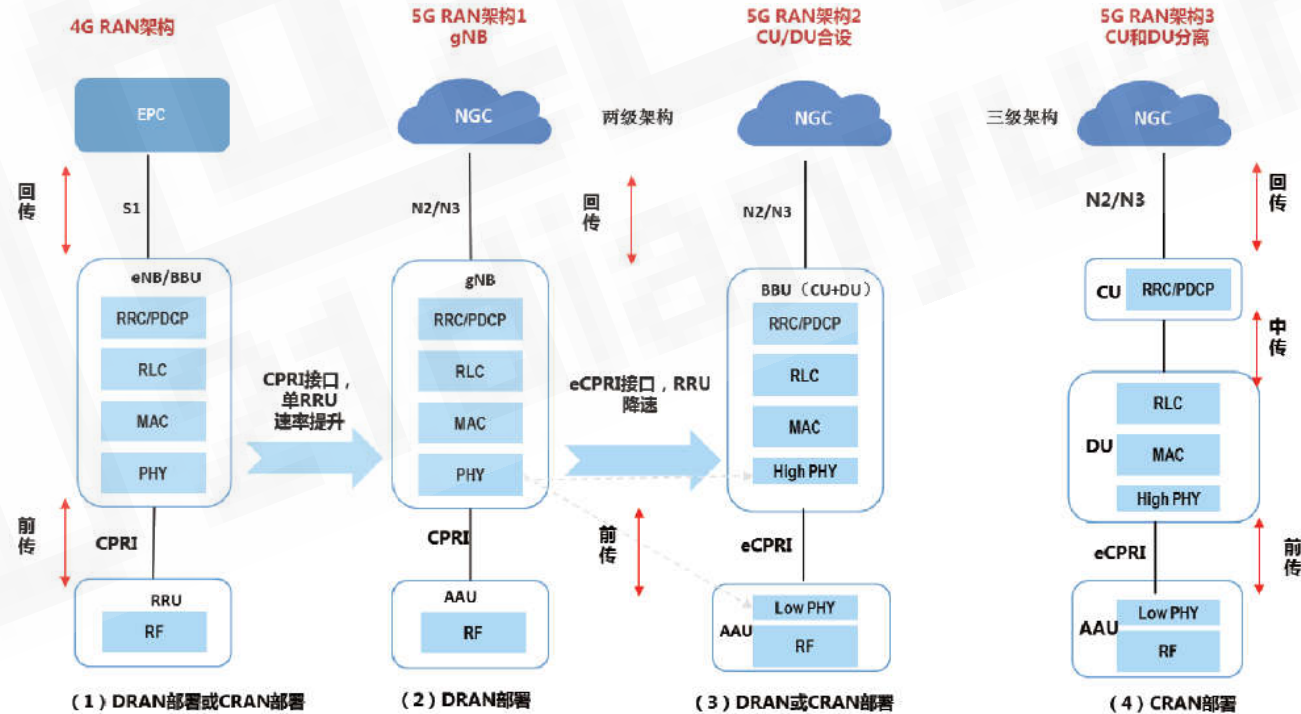 4G RAN架构
EPC
回传
S1
eNB/BBU
RRC/PDCP
RLC
MAC
PHY
前传
CPRI
RRU
RF
（1）DRAN部署或CRAN部署
CPRI接口，
单RRU
速率提升
5G RAN架构1
gNB
NGC
N2/N3
gNB
RRC/PDCP
RLC
MAC
PHY
CPRI
AAU
RF
（2）DRAN部署
eCPRI接口，RRU
降速
两级架构
5G RAN架构2
CU/DU合设
NGC
回传
N2/N3
BBU（CU+DU）
RRC/PDCP
RLC
MAC
High PHY
前传
eCPRI
AAU
Low PHY
RF
（3）DRAN或CRAN部署
三级架构
5G RAN架构3
CU和DU分离
NGC
回传
N2/N3
CU
RRC/PDCP
中传
DU
RLC
MAC
High PHY
eCPRI
前传
AAU
Low PHY
RF
（4）CRAN部署